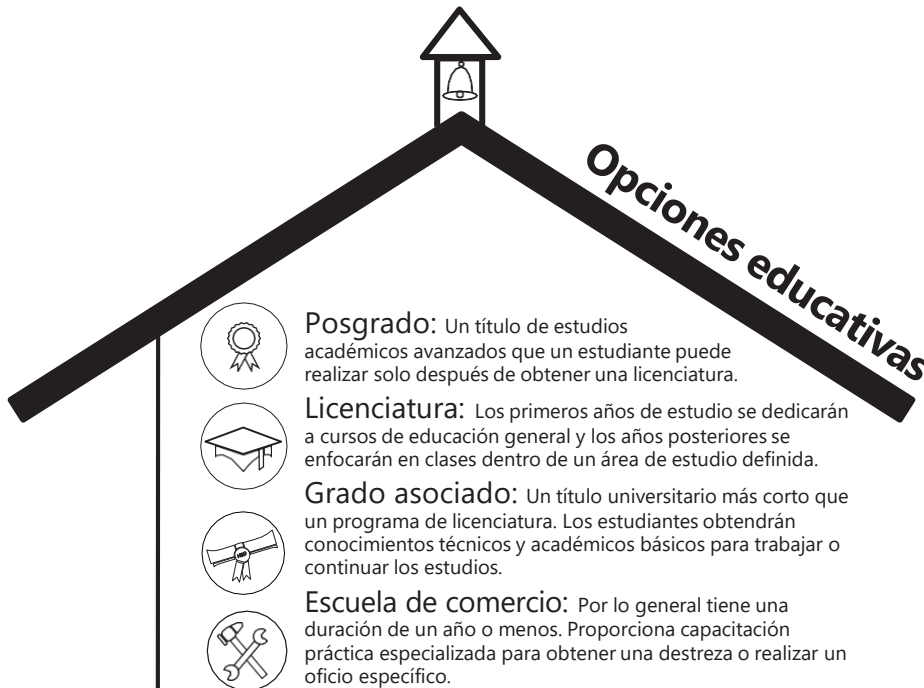 Opciones educativas
Posgrado: Un título de estudios
académicos avanzados que un estudiante puede
realizar solo después de obtener una licenciatura.
Licenciatura: Los primeros años de estudio se dedicarán
a cursos de educación general y los años posteriores se
enfocarán en clases dentro de un área de estudio definida.
Grado asociado: Un título universitario más corto que
un programa de licenciatura. Los estudiantes obtendrán
conocimientos técnicos y académicos básicos para trabajar o
continuar los estudios.
Escuela de comercio: Por lo general tiene una
duración de un año o menos. Proporciona capacitación
práctica especializada para obtener una destreza o realizar un
oficio específico.